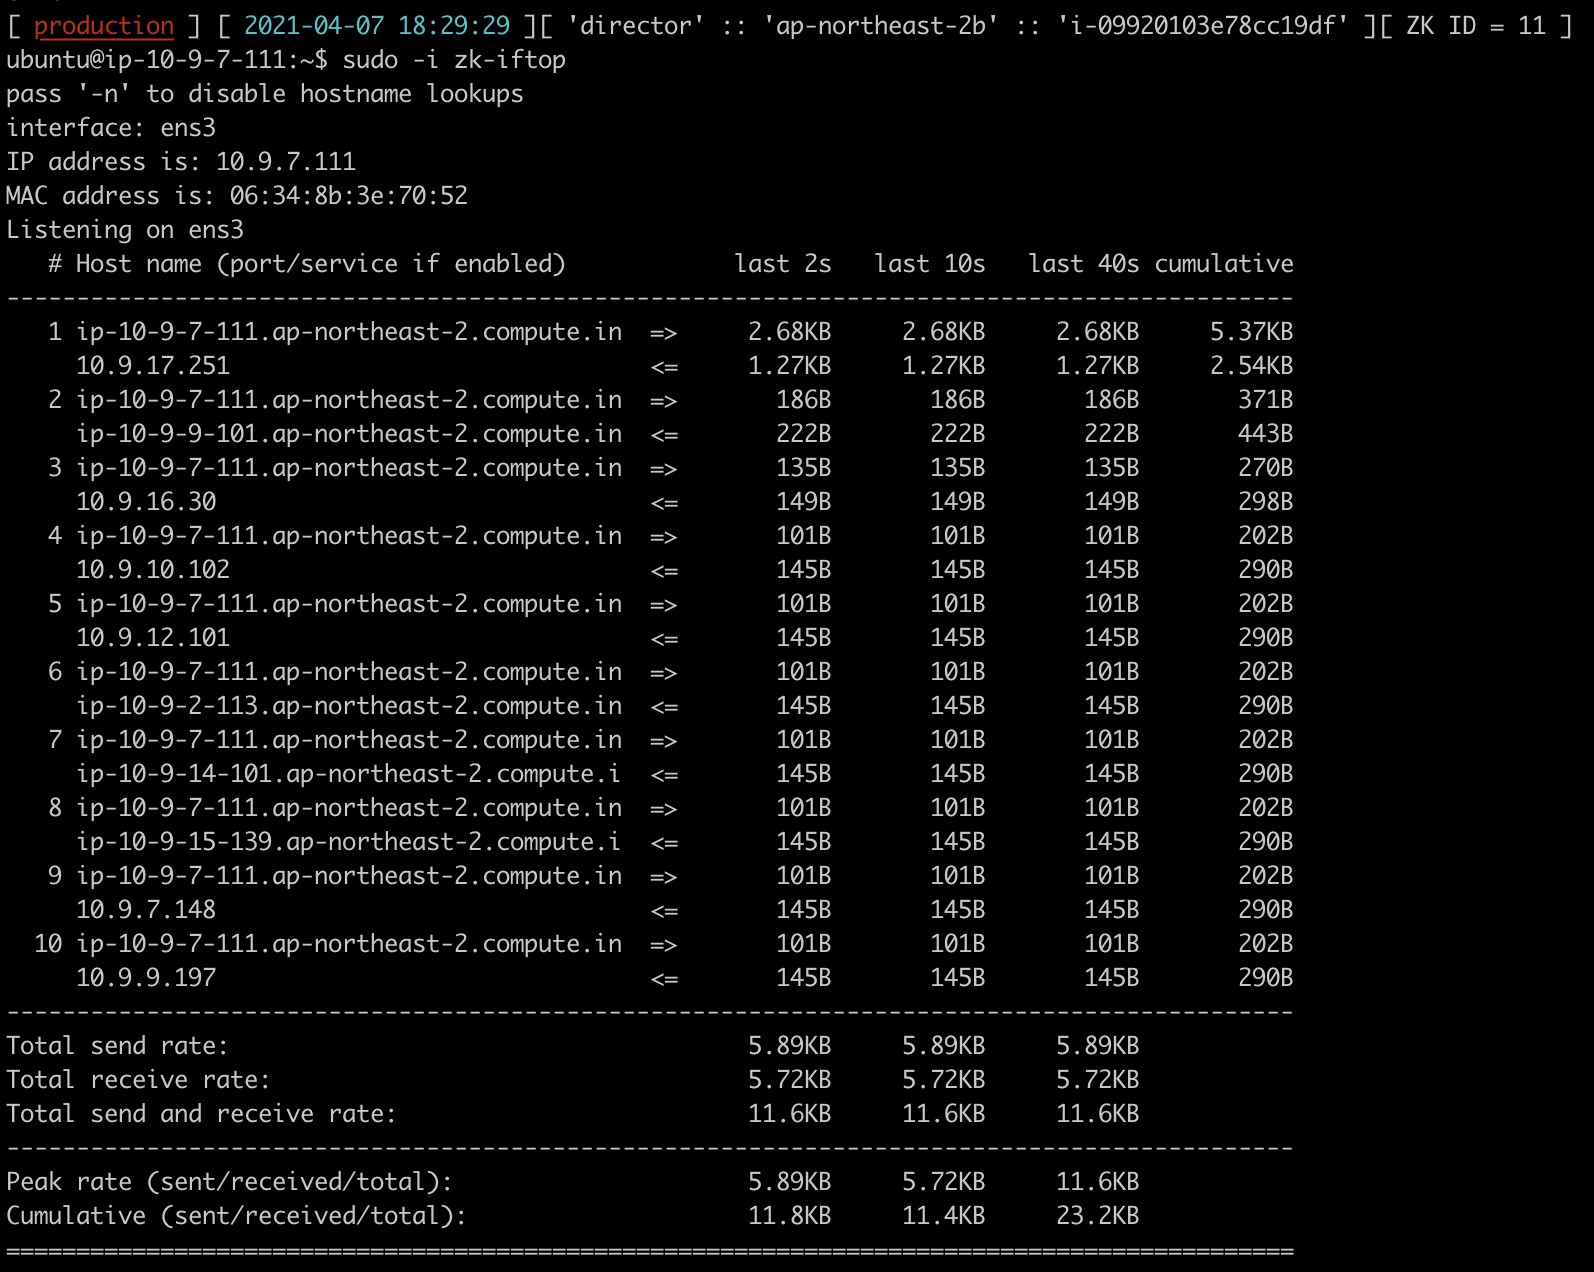 [ production ] [ 2021-04-07 18:29:29 ][ 'director' :: 'ap-northeast-2b' :: 'i-09920103e78cc19df' ][ ZK ID = 11 ]
ubuntu@ip-10-9-7-111:~$ sudo -i zk-iftop
pass '-n' to disable hostname lookups
interface: ens3
IP address is: 10.9.7.111
MAC address is: 06:34:8b:3e:70:52
Listening on ens3
   # Host name (port/service if enabled)            last 2s   last 10s   last 40s cumulative
--------------------------------------------------------------------------------------------
   1 ip-10-9-7-111.ap-northeast-2.compute.in  =>     2.68KB     2.68KB     2.68KB     5.37KB
     10.9.17.251                              <=     1.27KB     1.27KB     1.27KB     2.54KB
   2 ip-10-9-7-111.ap-northeast-2.compute.in  =>       186B       186B       186B       371B
     ip-10-9-9-101.ap-northeast-2.compute.in  <=       222B       222B       222B       443B
   3 ip-10-9-7-111.ap-northeast-2.compute.in  =>       135B       135B       135B       270B
     10.9.16.30                               <=       149B       149B       149B       298B
   4 ip-10-9-7-111.ap-northeast-2.compute.in  =>       101B       101B       101B       202B
     10.9.10.102                              <=       145B       145B       145B       290B
   5 ip-10-9-7-111.ap-northeast-2.compute.in  =>       101B       101B       101B       202B
     10.9.12.101                              <=       145B       145B       145B       290B
   6 ip-10-9-7-111.ap-northeast-2.compute.in  =>       101B       101B       101B       202B
     ip-10-9-2-113.ap-northeast-2.compute.in  <=       145B       145B       145B       290B
   7 ip-10-9-7-111.ap-northeast-2.compute.in  =>       101B       101B       101B       202B
     ip-10-9-14-101.ap-northeast-2.compute.i  <=       145B       145B       145B       290B
   8 ip-10-9-7-111.ap-northeast-2.compute.in  =>       101B       101B       101B       202B
     ip-10-9-15-139.ap-northeast-2.compute.i  <=       145B       145B       145B       290B
   9 ip-10-9-7-111.ap-northeast-2.compute.in  =>       101B       101B       101B       202B
     10.9.7.148                               <=       145B       145B       145B       290B
  10 ip-10-9-7-111.ap-northeast-2.compute.in  =>       101B       101B       101B       202B
     10.9.9.197                               <=       145B       145B       145B       290B
--------------------------------------------------------------------------------------------
Total send rate:                                     5.89KB     5.89KB     5.89KB
Total receive rate:                                  5.72KB     5.72KB     5.72KB
Total send and receive rate:                         11.6KB     11.6KB     11.6KB
--------------------------------------------------------------------------------------------
Peak rate (sent/received/total):                     5.89KB     5.72KB     11.6KB
Cumulative (sent/received/total):                    11.8KB     11.4KB     23.2KB
============================================================================================